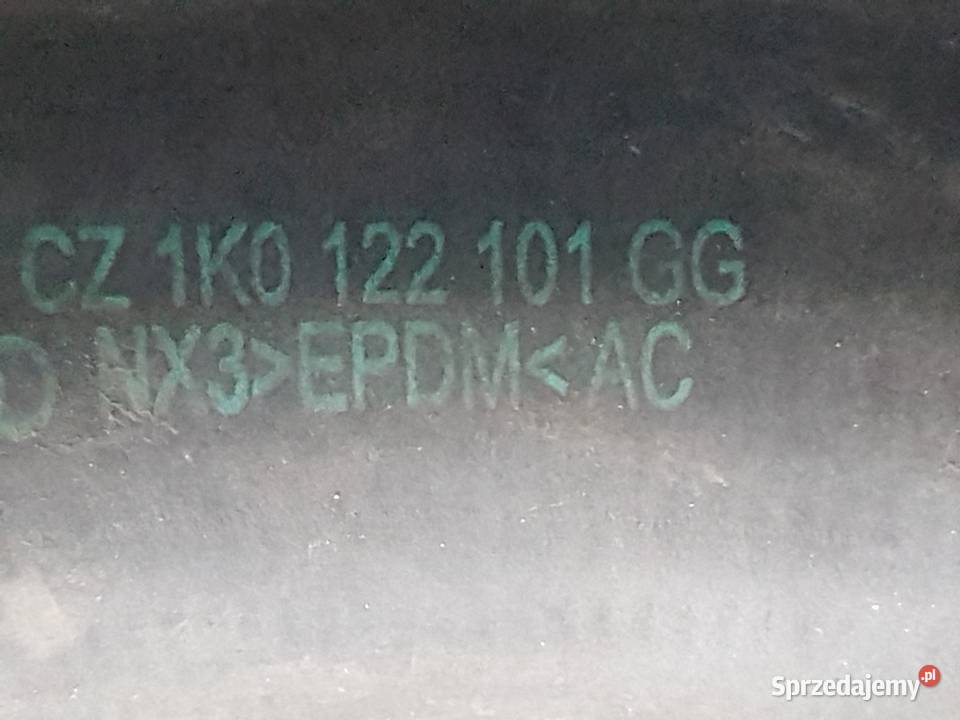 CZ 1K0 122 101 GG
NX3>EPDM< AC
Sprzedajemy.pl